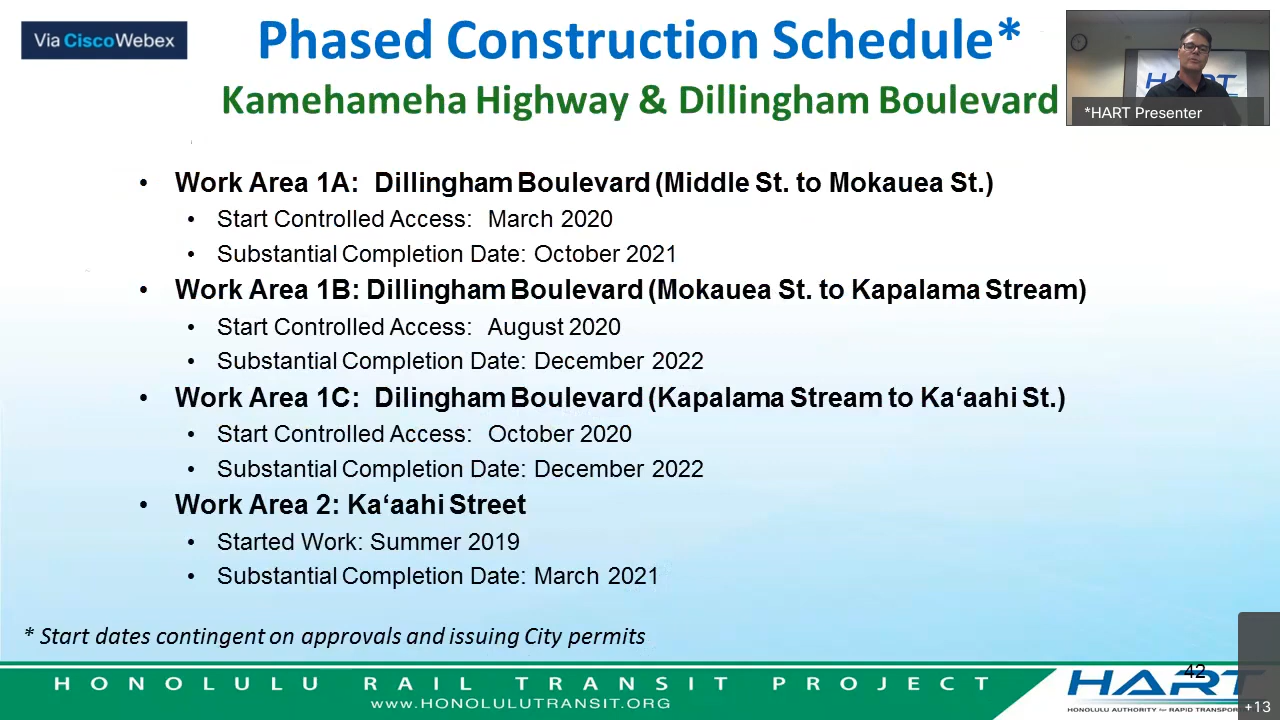 Via CiscoWebex
Phased Construction Schedule*
Kamehameha Highway & Dillingham Boulevard
HART
*HART Presenter
• Work Area 1A: Dillingham Boulevard (Middle St. to Mokauea St.)
• Start Controlled Access: March 2020
• Substantial Completion Date: October 2021
• Work Area 1B: Dillingham Boulevard (Mokauea St. to Kapalama Stream)
• Start Controlled Access: August 2020
• Substantial Completion Date: December 2022
• Work Area 1C: Dilingham Boulevard (Kapalama Stream to Ka‘aahi St.)
• Start Controlled Access: October 2020
• Substantial Completion Date: December 2022
• Work Area 2: Ka‘aahi Street
• Started Work: Summer 2019
• Substantial Completion Date: March 2021
* Start dates contingent on approvals and issuing City permits
42
HONOLULU RAIL TRANSIT PROJECT
www.HONOLULUTRANSIT.ORG
HART
HONOLULU AUTHORITY for RAPID
+13